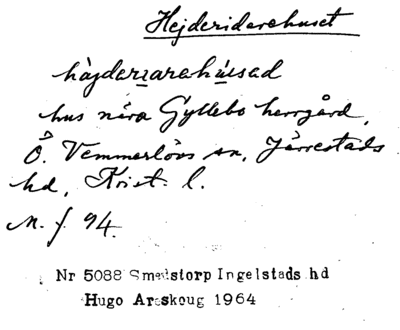 Hejderidarehuset
håjderɪarehúsad
hus nära Gyllebo herrgård,
Ö. Vemmerlövs sn, Järrestads
hd, Krist. l.
M. f. 94.
Nr 5088 Smedstorp Ingelstads hd
Hugo Areskoug 1964